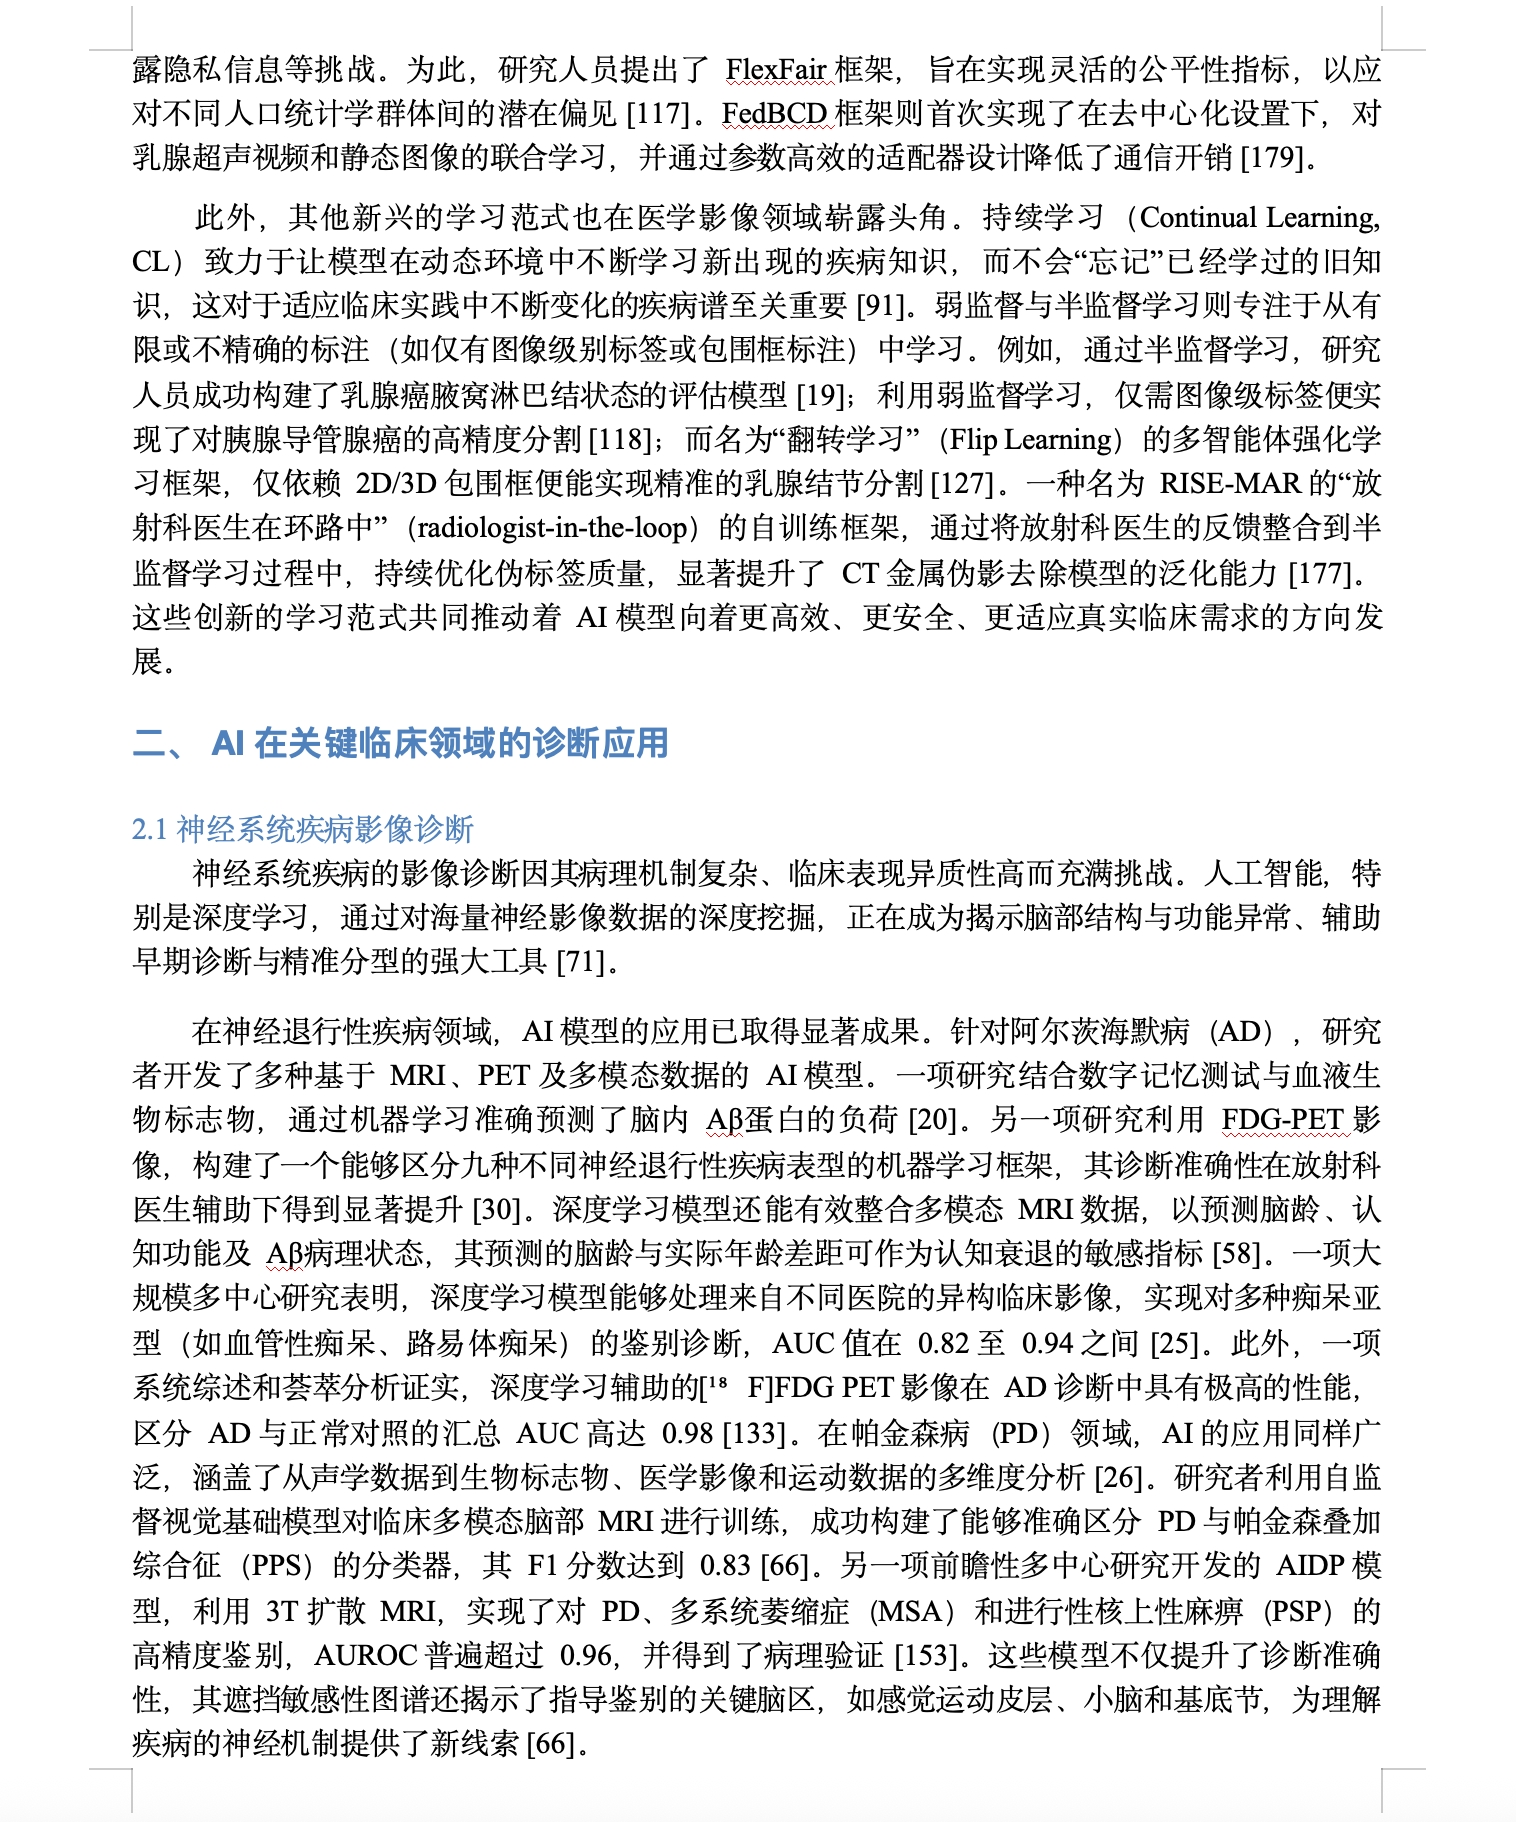 露隐私信息等挑战。为此，研究人员提出了 FlexFair 框架，旨在实现灵活的公平性指标，以应
对不同人口统计学群体间的潜在偏见 [117]。FedBCD 框架则首次实现了在去中心化设置下，对
乳腺超声视频和静态图像的联合学习，并通过参数高效的适配器设计降低了通信开销 [179]。
此外，其他新兴的学习范式也在医学影像领域崭露头角。持续学习（Continual Learning,
CL）致力于让模型在动态环境中不断学习新出现的疾病知识，而不会“忘记”已经学过的旧知
识，这对于适应临床实践中不断变化的疾病谱至关重要 [91]。弱监督与半监督学习则专注于从有
限或不精确的标注（如仅有图像级别标签或包围框标注）中学习。例如，通过半监督学习，研究
人员成功构建了乳腺癌腋窝淋巴结状态的评估模型 [19]；利用弱监督学习，仅需图像级标签便实
现了对胰腺导管腺癌的高精度分割 [118]；而名为“翻转学习”（Flip Learning）的多智能体强化学
习框架，仅依赖 2D/3D 包围框便能实现精准的乳腺结节分割 [127]。一种名为 RISE-MAR 的“放
射科医生在环路中”（radiologist-in-the-loop）的自训练框架，通过将放射科医生的反馈整合到半
监督学习过程中，持续优化伪标签质量，显著提升了 CT 金属伪影去除模型的泛化能力 [177]。
这些创新的学习范式共同推动着 AI 模型向着更高效、更安全、更适应真实临床需求的方向发
展。
二、 AI 在关键临床领域的诊断应用
2.1 神经系统疾病影像诊断
神经系统疾病的影像诊断因其病理机制复杂、临床表现异质性高而充满挑战。人工智能，特
别是深度学习，通过对海量神经影像数据的深度挖掘，正在成为揭示脑部结构与功能异常、辅助
早期诊断与精准分型的强大工具 [71]。
在神经退行性疾病领域，AI 模型的应用已取得显著成果。针对阿尔茨海默病（AD），研究
者开发了多种基于 MRI、PET 及多模态数据的 AI 模型。一项研究结合数字记忆测试与血液生
物标志物，通过机器学习准确预测了脑内 Aβ蛋白的负荷 [20]。另一项研究利用 FDG-PET 影
像，构建了一个能够区分九种不同神经退行性疾病表型的机器学习框架，其诊断准确性在放射科
医生辅助下得到显著提升 [30]。深度学习模型还能有效整合多模态 MRI 数据，以预测脑龄、认
知功能及 Aβ病理状态，其预测的脑龄与实际年龄差距可作为认知衰退的敏感指标 [58]。一项大
规模多中心研究表明，深度学习模型能够处理来自不同医院的异构临床影像，实现对多种痴呆亚
型（如血管性痴呆、路易体痴呆）的鉴别诊断，AUC 值在 0.82 至 0.94 之间 [25]。此外，一项
系统综述和荟萃分析证实，深度学习辅助的[¹⁸ F]FDG PET 影像在 AD 诊断中具有极高的性能，
区分 AD 与正常对照的汇总 AUC 高达 0.98 [133]。在帕金森病（PD）领域，AI 的应用同样广
泛，涵盖了从声学数据到生物标志物、医学影像和运动数据的多维度分析 [26]。研究者利用自监
督视觉基础模型对临床多模态脑部 MRI 进行训练，成功构建了能够准确区分 PD 与帕金森叠加
综合征（PPS）的分类器，其 F1 分数达到 0.83 [66]。另一项前瞻性多中心研究开发的 AIDP 模
型，利用 3T 扩散 MRI，实现了对 PD、多系统萎缩症（MSA）和进行性核上性麻痹（PSP）的
高精度鉴别，AUROC 普遍超过 0.96，并得到了病理验证 [153]。这些模型不仅提升了诊断准确
性，其遮挡敏感性图谱还揭示了指导鉴别的关键脑区，如感觉运动皮层、小脑和基底节，为理解
疾病的神经机制提供了新线索 [66]。